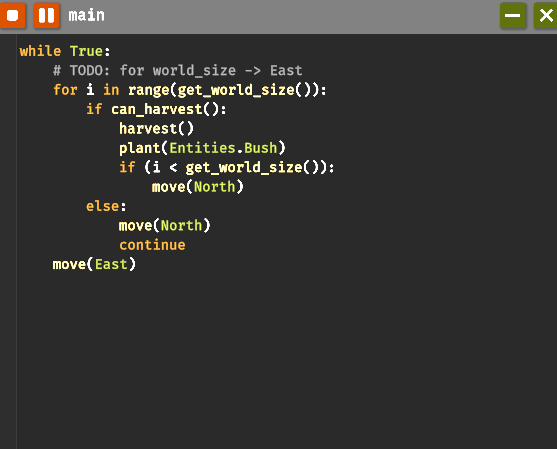 main
while True:
    # TODO: for world_size -> East
    for i in range(get_world_size()):
        if can_harvest():
            harvest()
            plant(Entities.Bush)
            if (i < get_world_size()):
                move(North)
        else:
            move(North)
            continue
    move(East)